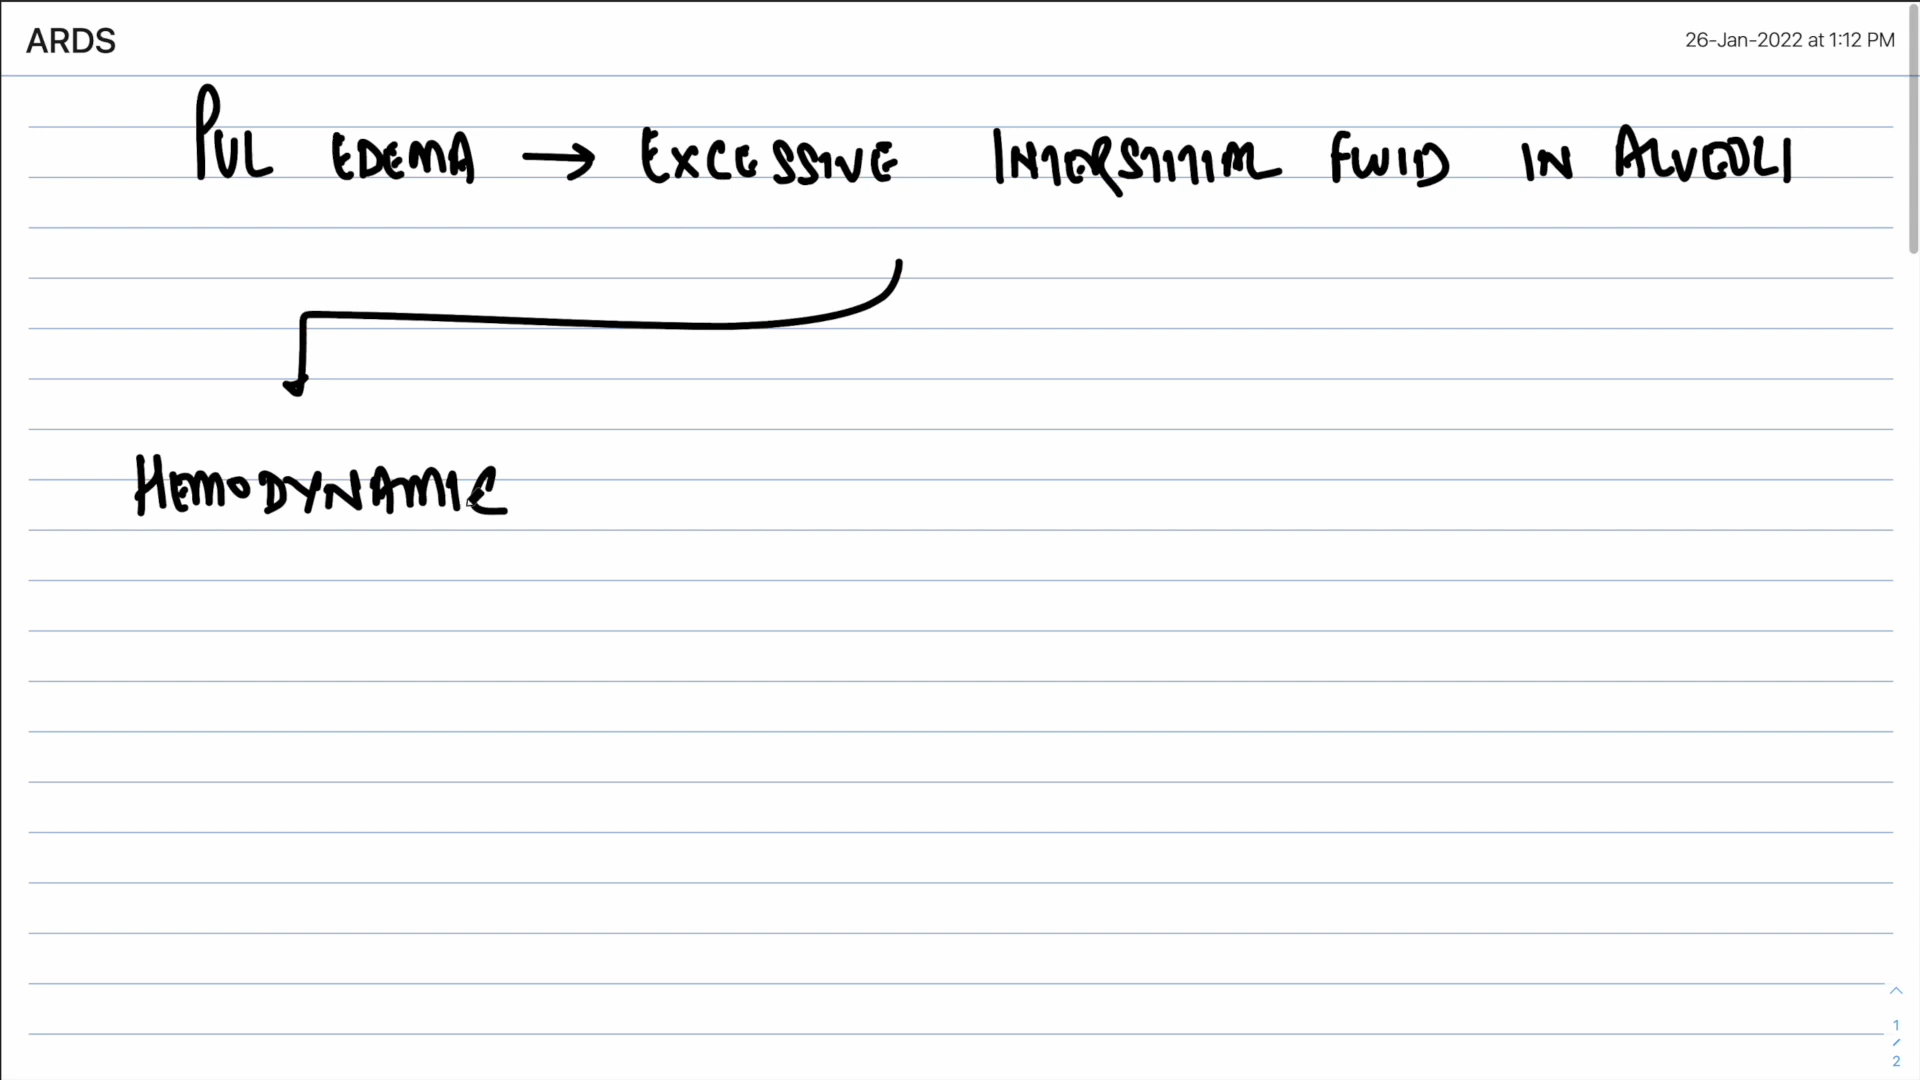 ARDS
26-Jan-2022 at 1:12 PM
PUL EDEMA → EXCESSIVE INTERSTITIAL FLUID IN ALVEOLI
HEMODYNAMIC
1
/
2